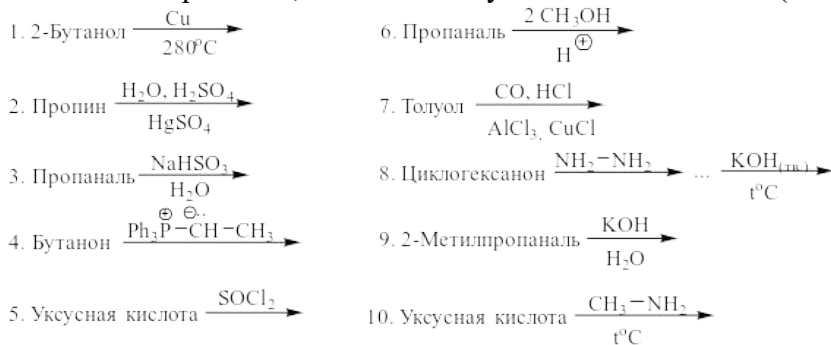 1. 2-Бутанол Cu 280°C
2. Пропин H₂O, H₂SO₄ HgSO₄
3. Пропаналь NaHSO₃ H₂O
4. Бутанон Ph₃P⊕–CH⊖··–CH₃
5. Уксусная кислота SOCl₂
6. Пропаналь 2 CH₃OH H⊕
7. Толуол CO, HCl AlCl₃, CuCl
8. Циклогексанон NH₂–NH₂ ... KOH(тв.) t°C
9. 2-Метилпропаналь KOH H₂O
10. Уксусная кислота CH₃–NH₂ t°C